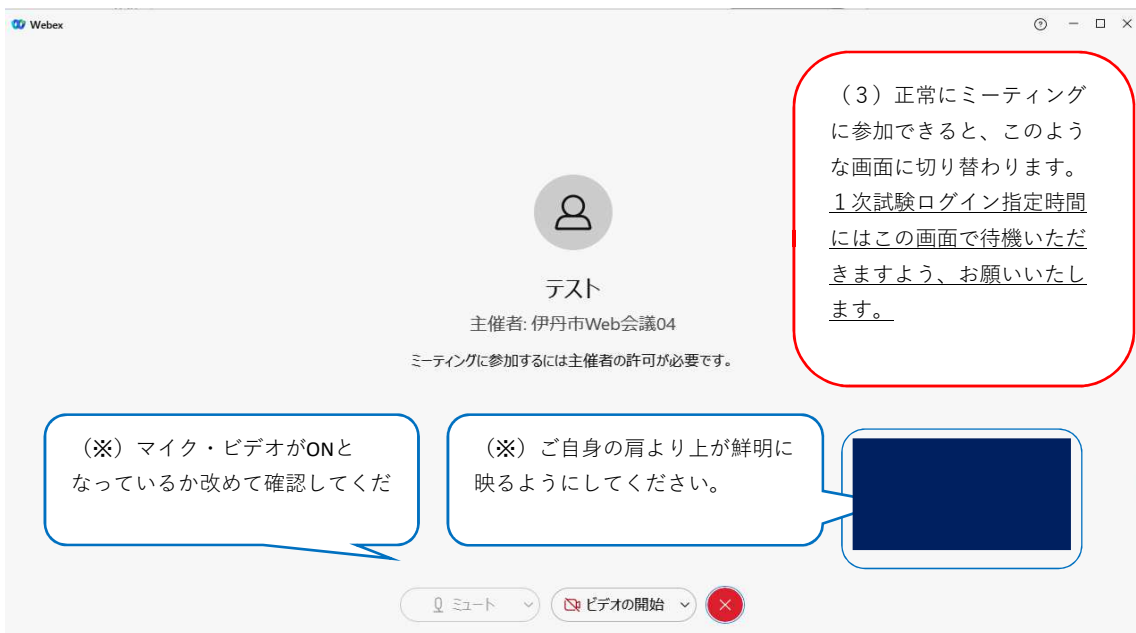 Webex
（3）正常にミーティング
に参加できると、このよう
な画面に切り替わります。
１次試験ログイン指定時間
にはこの画面で待機いただ
きますよう、お願いいたし
ます。
テスト
主催者: 伊丹市Web会議04
ミーティングに参加するには主催者の許可が必要です。
（※）マイク・ビデオがONと
なっているか改めて確認してくだ
（※）ご自身の肩より上が鮮明に
映るようにしてください。
ミュート
ビデオの開始